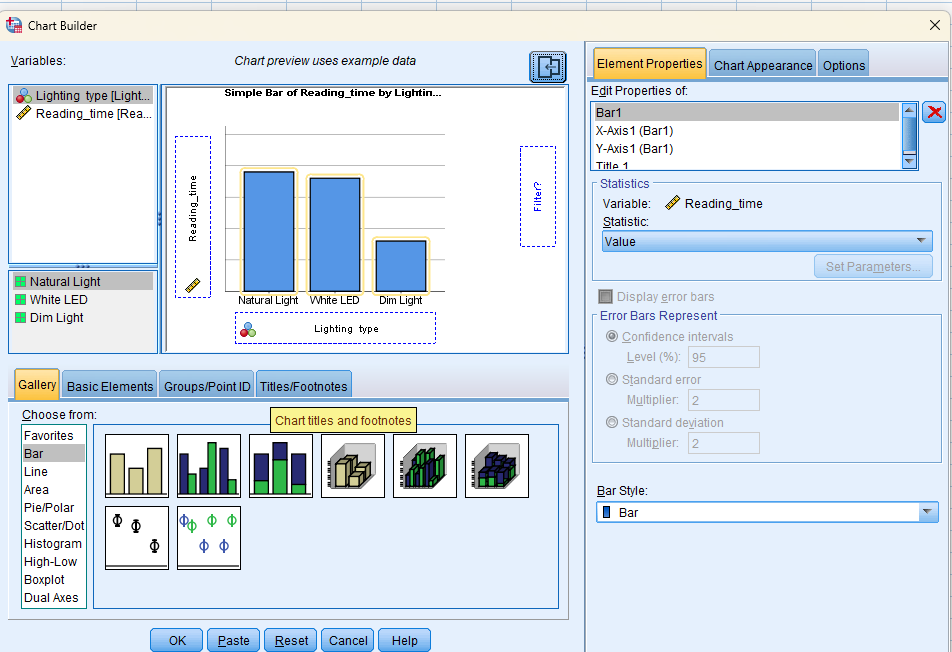 Chart Builder
Variables:
Chart preview uses example data
Lighting type [Light...
Reading_time [Rea...
Natural Light
White LED
Dim Light
Simple Bar of Reading_time by Lightin...
Reading_time
Filter?
Natural Light White LED Dim Light
Lighting type
Gallery Basic Elements Groups/Point ID Titles/Footnotes
Choose from:
Chart titles and footnotes
Favorites
Bar
Line
Area
Pie/Polar
Scatter/Dot
Histogram
High-Low
Boxplot
Dual Axes
OK Paste Reset Cancel Help
Element Properties Chart Appearance Options
Edit Properties of:
Bar1
X-Axis1 (Bar1)
Y-Axis1 (Bar1)
Title 1
Statistics
Variable: Reading_time
Statistic:
Value
Set Parameters...
Display error bars
Error Bars Represent
Confidence intervals
Level (%): 95
Standard error
Multiplier: 2
Standard deviation
Multiplier: 2
Bar Style:
Bar